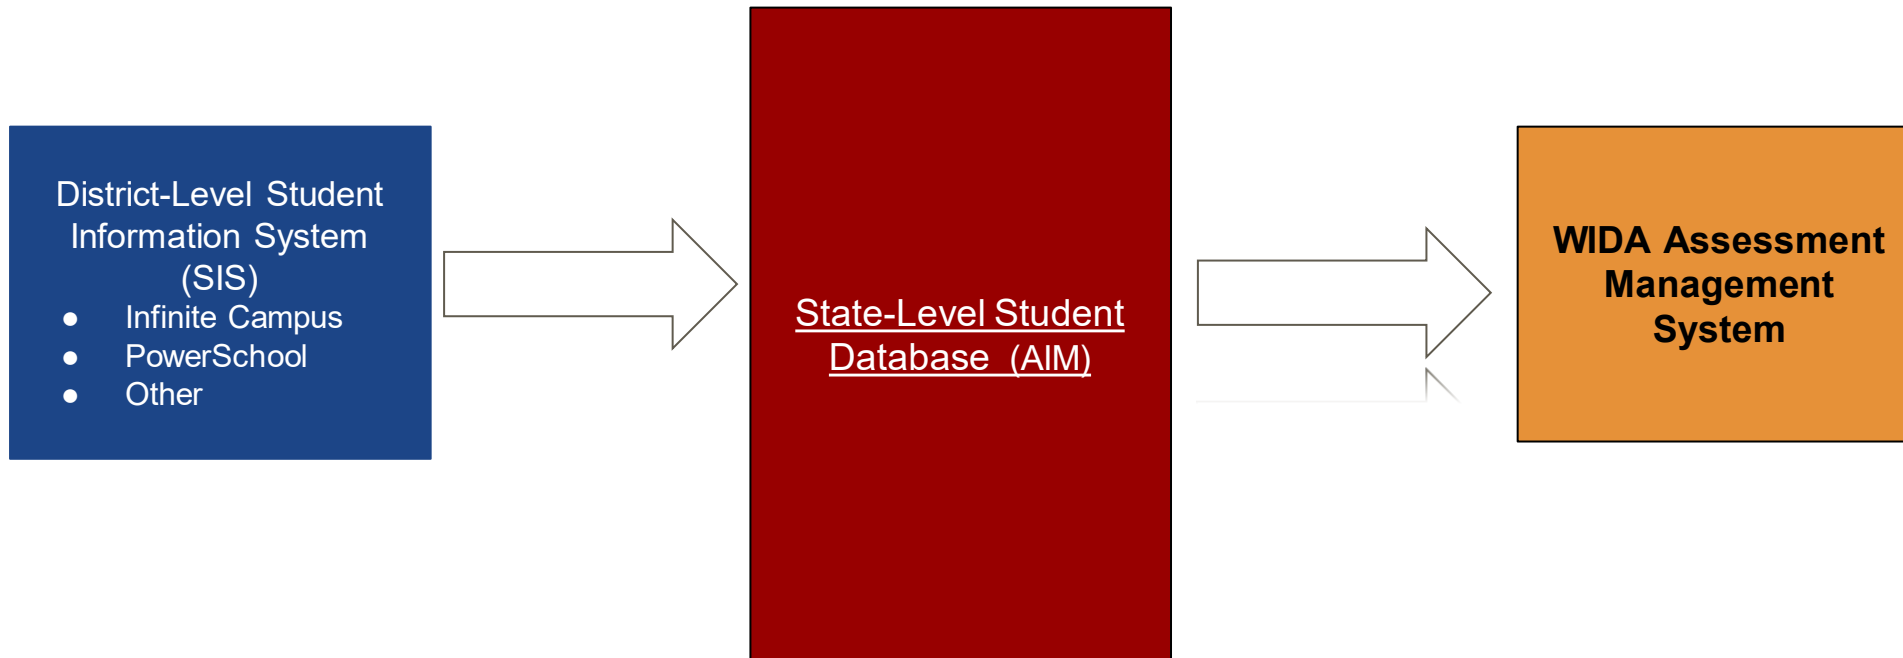 District-Level Student
Information System
(SIS)
● Infinite Campus
● PowerSchool
● Other
State-Level Student
Database (AIM)
WIDA Assessment
Management
System